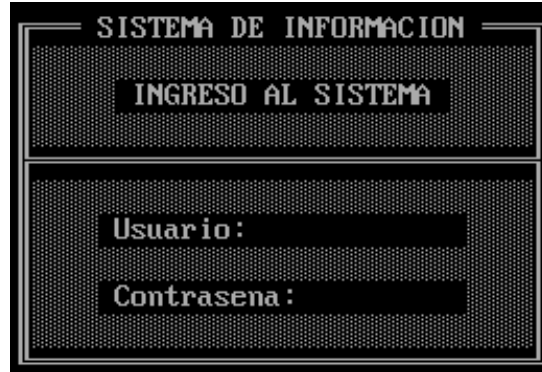 SISTEMA DE INFORMACION
INGRESO AL SISTEMA
Usuario:
Contrasena: